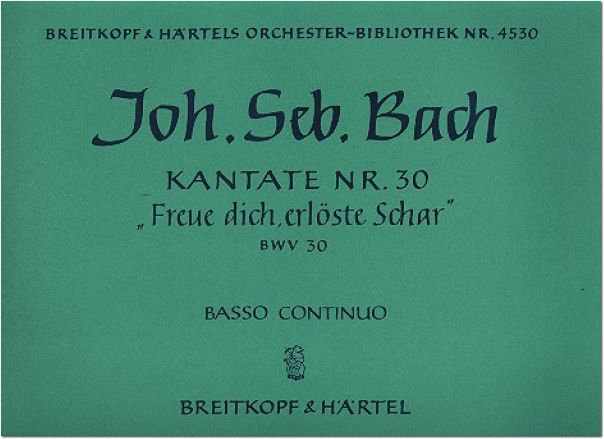 BREITKOPF & HÄRTELS ORCHESTER-BIBLIOTHEK NR. 4530
Joh. Seb. Bach
KANTATE NR. 30
„Freue dich, erlöste Schar“
BWV 30
BASSO CONTINUO
BREITKOPF & HÄRTEL